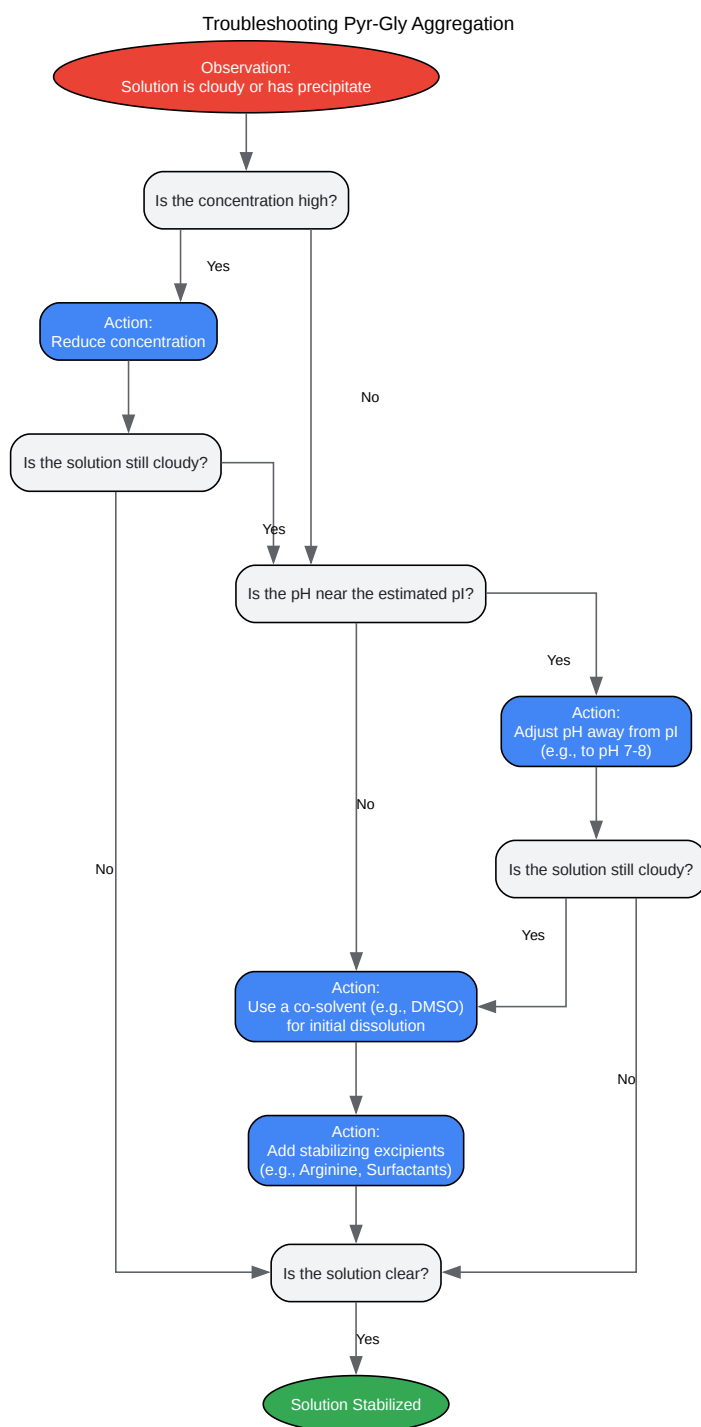 Troubleshooting Pyr-Gly Aggregation
Observation:
Solution is cloudy or has precipitate
Is the concentration high?
Yes
Action:
Reduce concentration
No
Is the solution still cloudy?
Yes
Is the pH near the estimated pI?
Yes
Action:
Adjust pH away from pI
(e.g., to pH 7-8)
No
No
Is the solution still cloudy?
Yes
Action:
Use a co-solvent (e.g., DMSO)
for initial dissolution
No
Action:
Add stabilizing excipients
(e.g., Arginine, Surfactants)
Is the solution clear?
Yes
Solution Stabilized